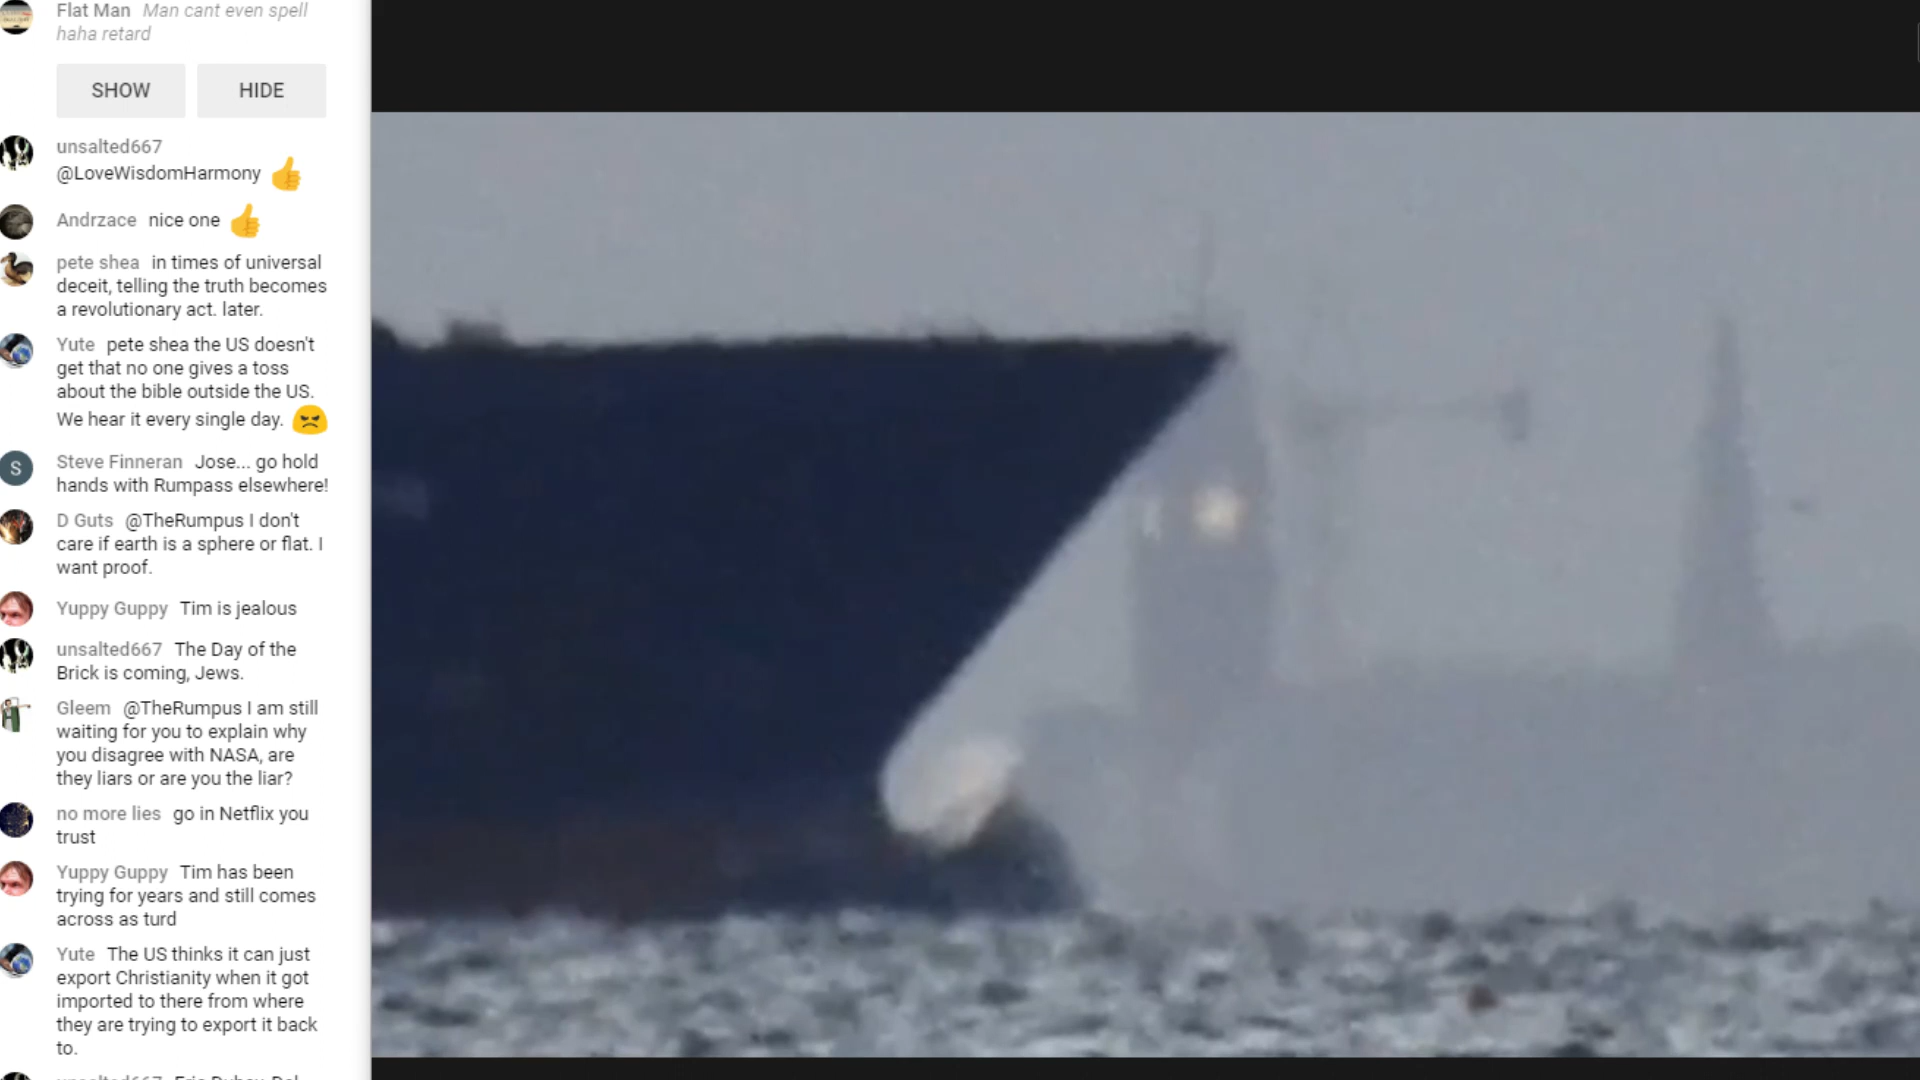 Flat Man Man cant even spell
haha retard
SHOW HIDE
unsalted667
@LoveWisdomHarmony
Andrzace nice one
pete shea in times of universal
deceit, telling the truth becomes
a revolutionary act. later.
Yute pete shea the US doesn't
get that no one gives a toss
about the bible outside the US.
We hear it every single day.
S
Steve Finneran Jose... go hold
hands with Rumpass elsewhere!
D Guts @TheRumpus I don't
care if earth is a sphere or flat. I
want proof.
Yuppy Guppy Tim is jealous
unsalted667 The Day of the
Brick is coming, Jews.
Gleem @TheRumpus I am still
waiting for you to explain why
you disagree with NASA, are
they liars or are you the liar?
no more lies go in Netflix you
trust
Yuppy Guppy Tim has been
trying for years and still comes
across as turd
Yute The US thinks it can just
export Christianity when it got
imported to there from where
they are trying to export it back
to.